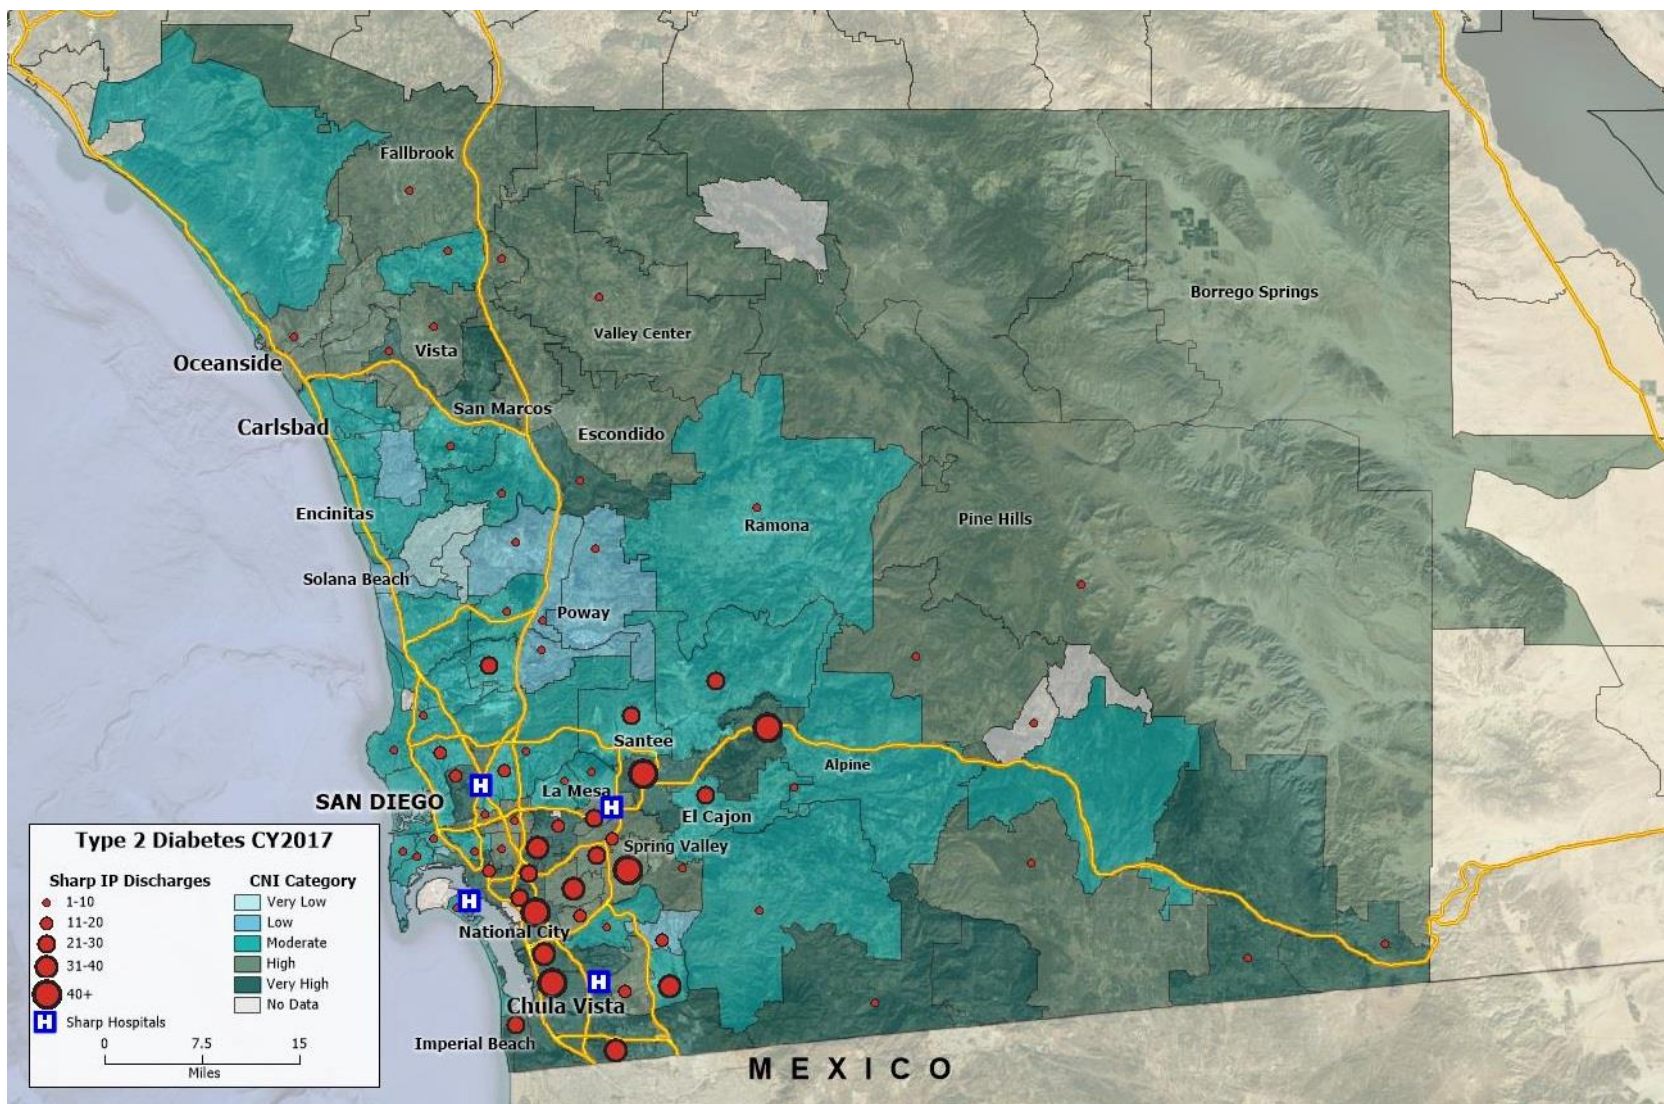 Fallbrook
Borrego Springs
Valley Center
Vista
Oceanside
San Marcos
Carlsbad
Escondido
Encinitas
Ramona
Pine Hills
Solana Beach
Poway
Santee
Alpine
La Mesa
SAN DIEGO
El Cajon
Spring Valley
National City
Chula Vista
Imperial Beach
MEXICO
H
H
H
H
Type 2 Diabetes CY2017
Sharp IP Discharges
1-10
11-20
21-30
31-40
40+
H Sharp Hospitals
CNI Category
Very Low
Low
Moderate
High
Very High
No Data
0 7.5 15
Miles